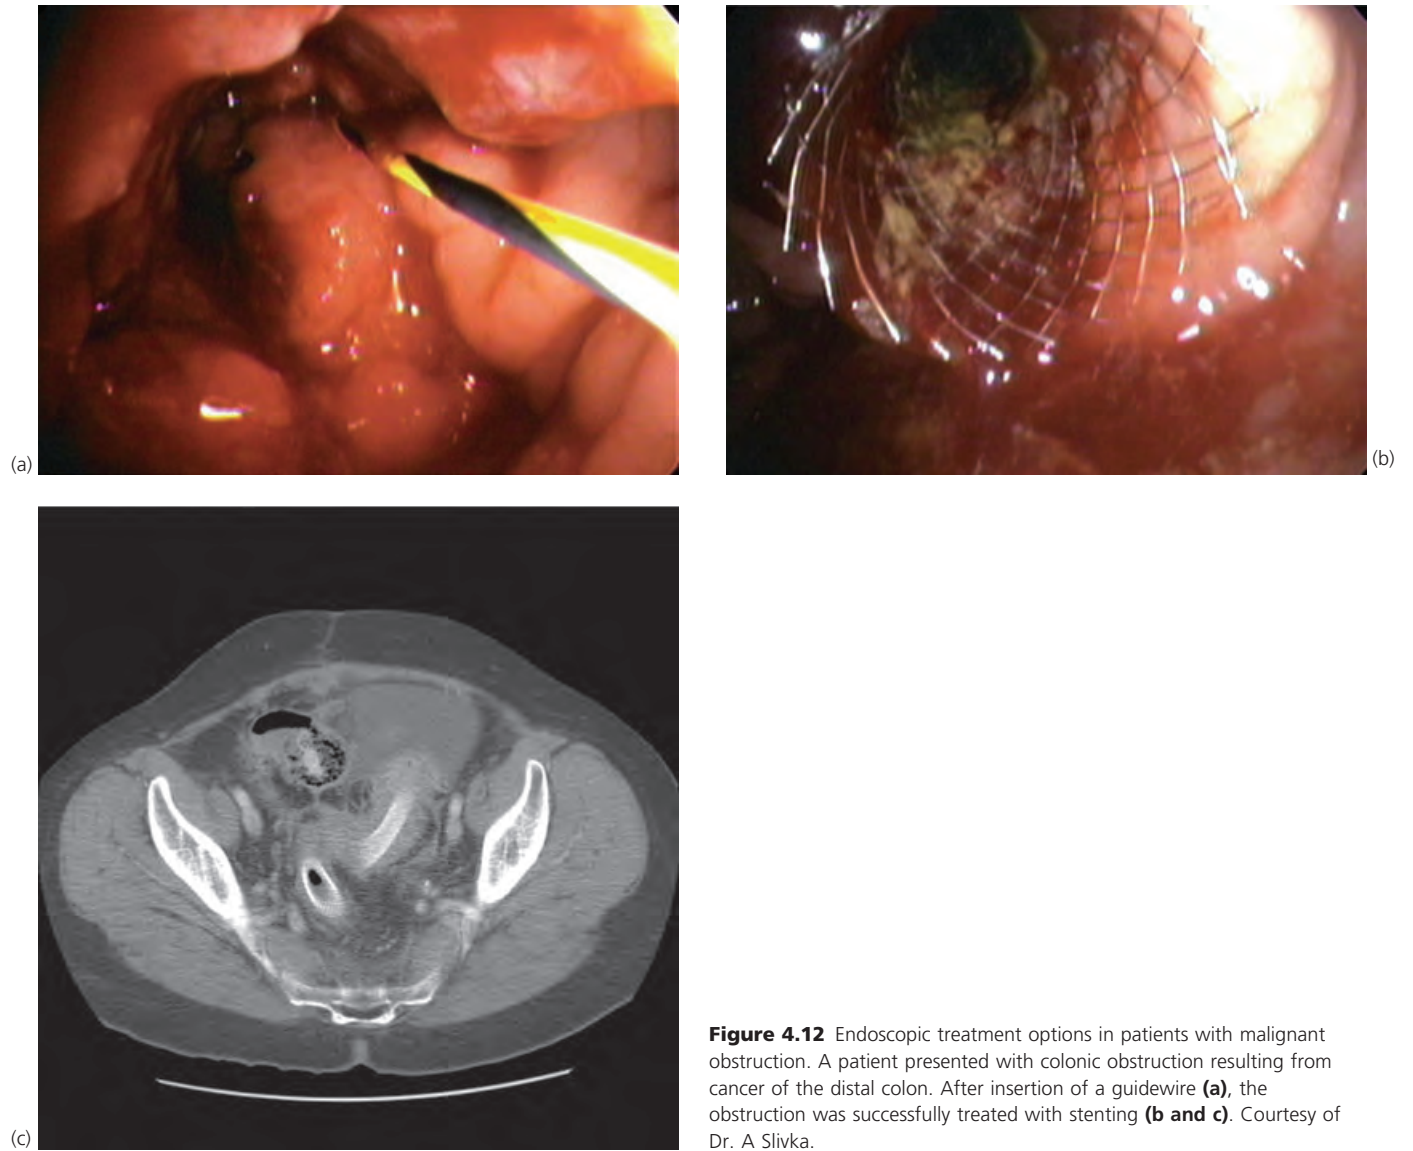 (a)
(b)
(c)
Figure 4.12 Endoscopic treatment options in patients with malignant
obstruction. A patient presented with colonic obstruction resulting from
cancer of the distal colon. After insertion of a guidewire (a), the
obstruction was successfully treated with stenting (b and c). Courtesy of
Dr. A Slivka.